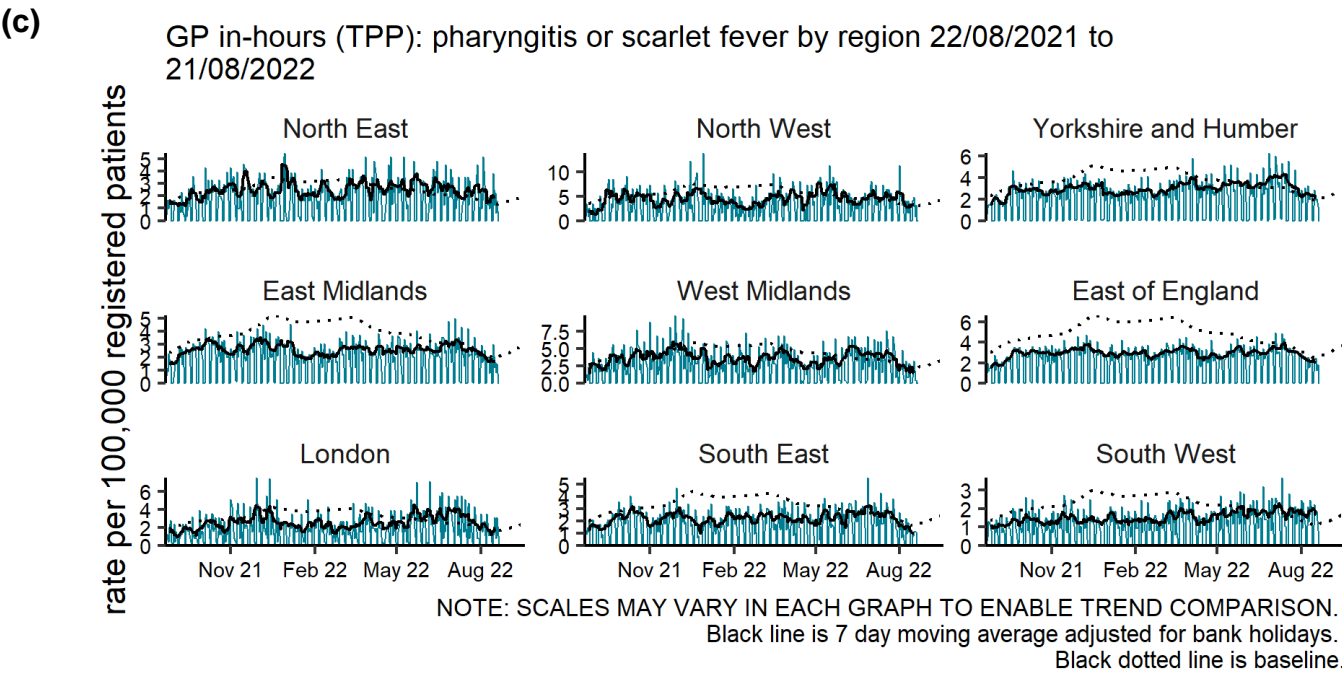 (c)
GP in-hours (TPP): pharyngitis or scarlet fever by region 22/08/2021 to
21/08/2022
rate per 100,000 registered patients
North East
5
4
3
2
1
0
North West
10
5
0
Yorkshire and Humber
6
4
2
0
East Midlands
5
4
3
2
1
0
West Midlands
7.5
5.0
2.5
0.0
East of England
6
4
2
0
London
6
4
2
0
South East
5
4
3
2
1
0
South West
3
2
1
0
Nov 21 Feb 22 May 22 Aug 22
Nov 21 Feb 22 May 22 Aug 22
Nov 21 Feb 22 May 22 Aug 22
NOTE: SCALES MAY VARY IN EACH GRAPH TO ENABLE TREND COMPARISON.
Black line is 7 day moving average adjusted for bank holidays.
Black dotted line is baseline.